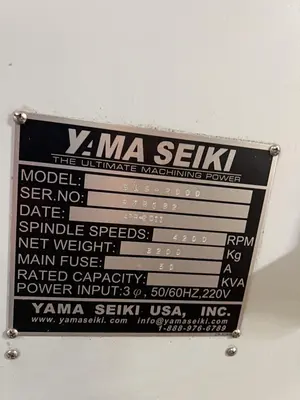 YAMA SEIKI
THE ULTIMATE MACHINING POWER
MODEL:
SER.NO:
DATE:
SPINDLE SPEEDS: 4200 RPM
NET WEIGHT: Kg
MAIN FUSE: A
RATED CAPACITY: KVA
POWER INPUT:3φ, 50/60HZ,220V
YAMA SEIKI USA, INC.
www.yamaseiki.com info@yamaseiki.com
1-888-976-6789